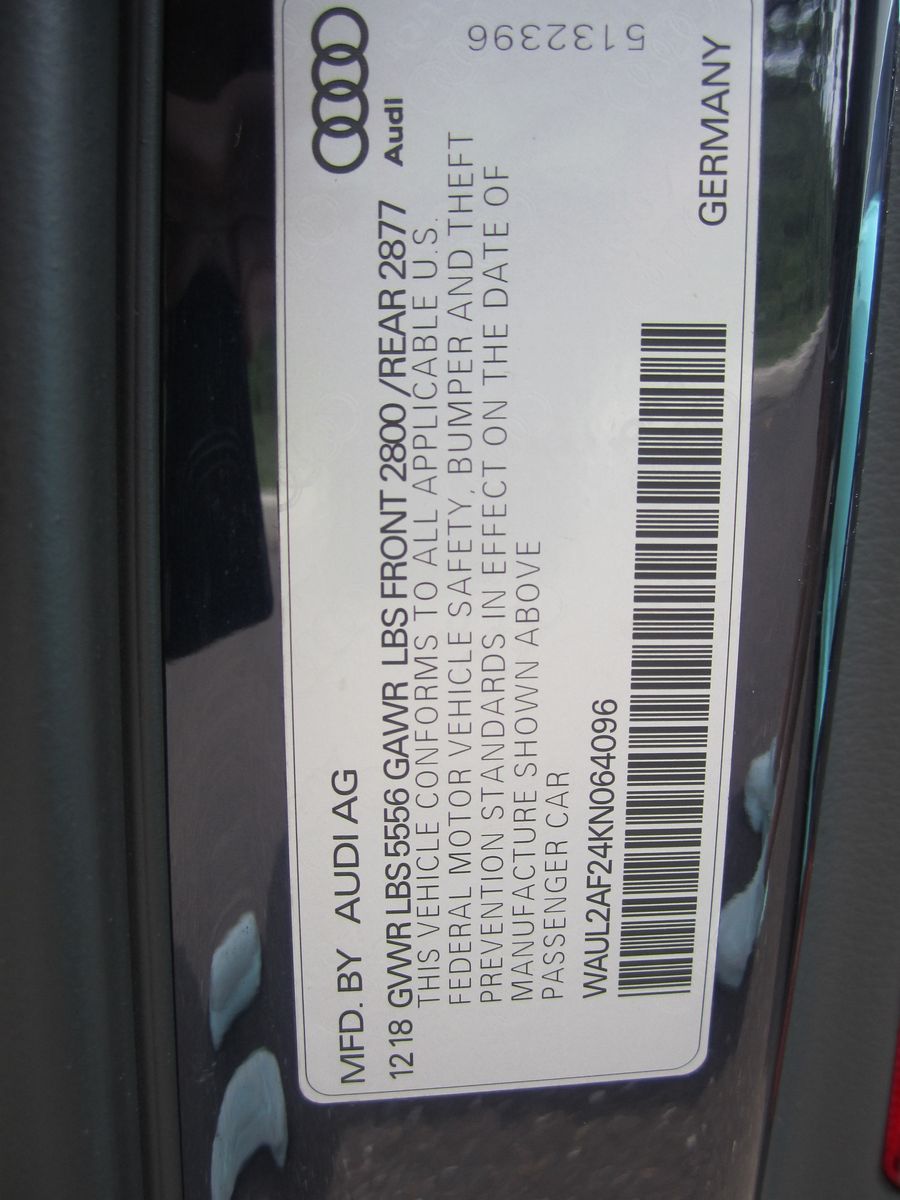 MFD. BY AUDI AG
Audi
1218 GVWR LBS 5556 GAWR LBS FRONT 2800 /REAR 2877
THIS VEHICLE CONFORMS TO ALL APPLICABLE U.S.
FEDERAL MOTOR VEHICLE SAFETY, BUMPER AND THEFT
PREVENTION STANDARDS IN EFFECT ON THE DATE OF
MANUFACTURE SHOWN ABOVE
PASSENGER CAR
WAUL2AF24KN064096
GERMANY
5132396